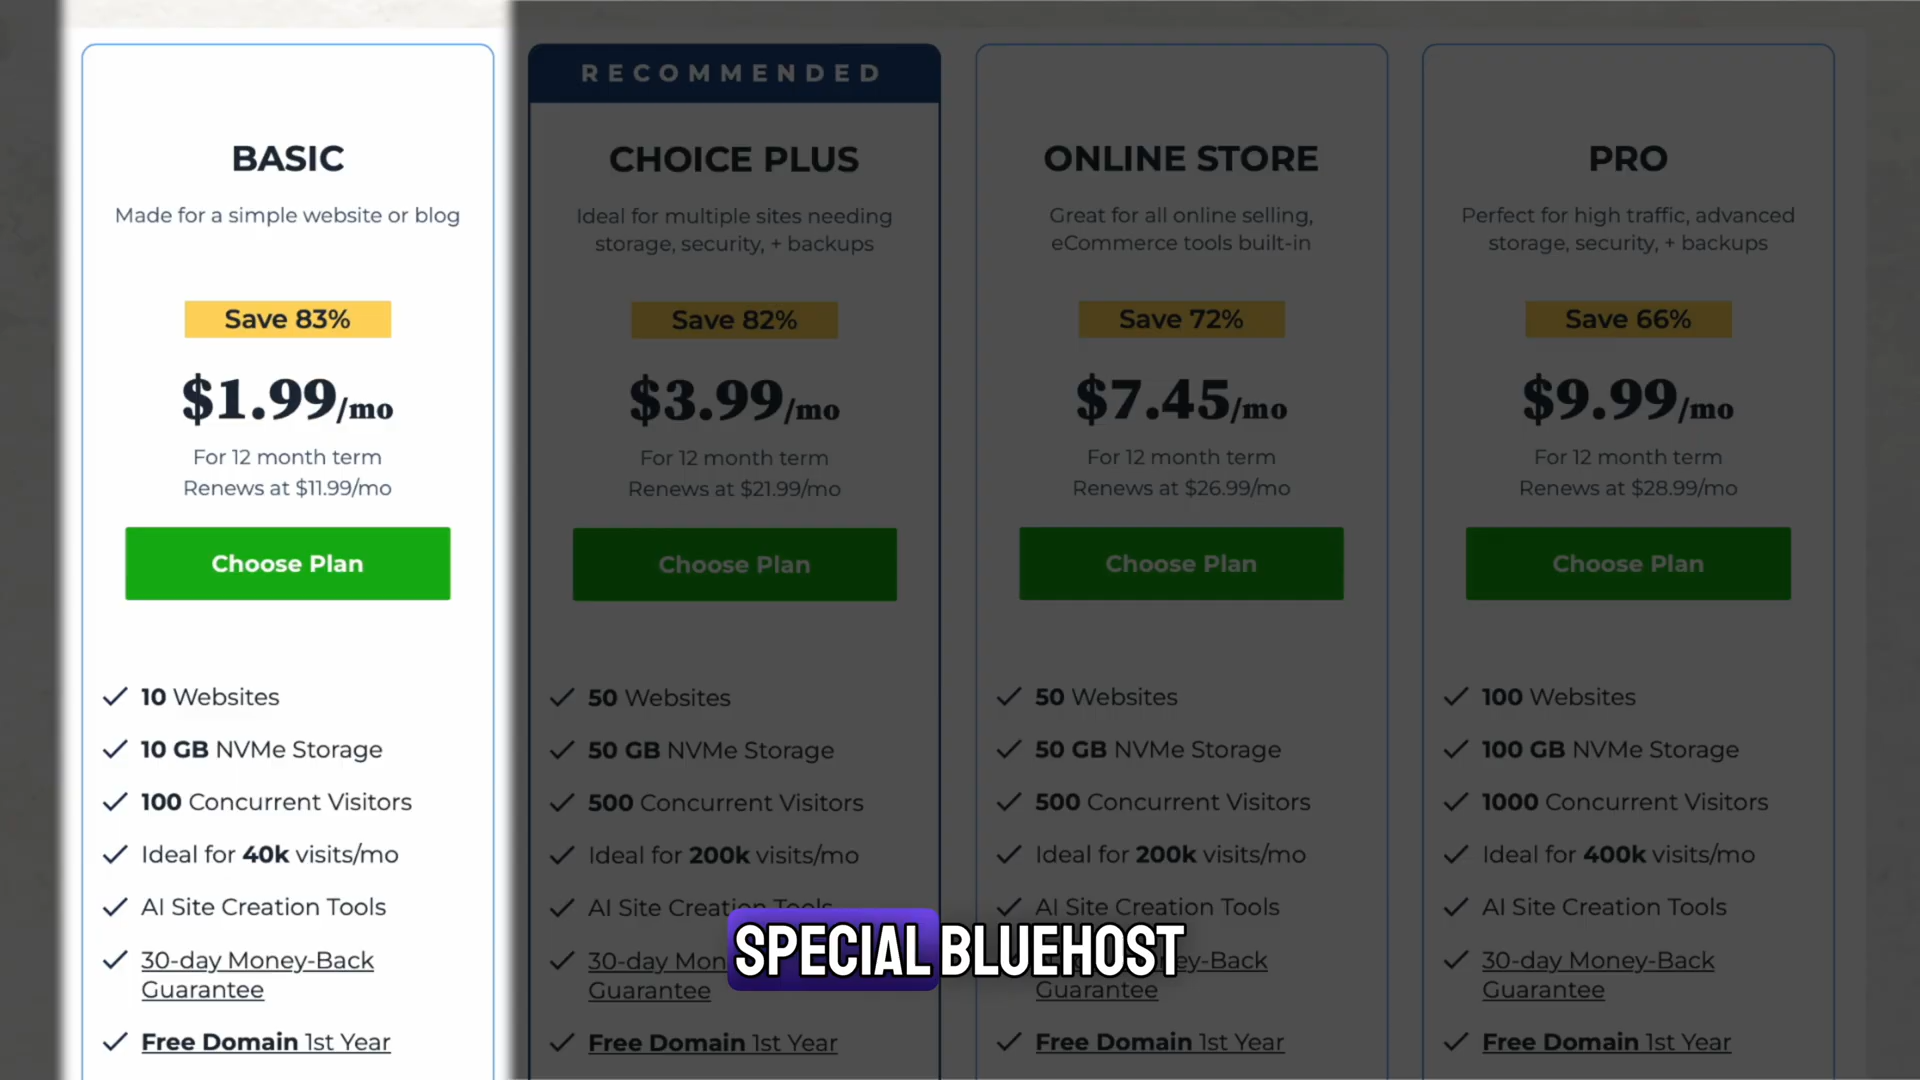 BASIC
Made for a simple website or blog
Save 83%
$1.99/mo
For 12 month term
Renews at $11.99/mo
Choose Plan
10 Websites
10 GB NVMe Storage
100 Concurrent Visitors
Ideal for 40k visits/mo
AI Site Creation Tools
30-day Money-Back
Guarantee
Free Domain 1st Year
RECOMMENDED
CHOICE PLUS
Ideal for multiple sites needing
storage, security, + backups
Save 82%
$3.99/mo
For 12 month term
Renews at $21.99/mo
Choose Plan
50 Websites
50 GB NVMe Storage
500 Concurrent Visitors
Ideal for 200k visits/mo
AI Site Creation Tools
30-day Mon
Guarantee
Free Domain 1st Year
ONLINE STORE
Great for all online selling,
eCommerce tools built-in
Save 72%
$7.45/mo
For 12 month term
Renews at $26.99/mo
Choose Plan
50 Websites
50 GB NVMe Storage
500 Concurrent Visitors
Ideal for 200k visits/mo
AI Site Creation Tools
ey-Back
Guarantee
Free Domain 1st Year
PRO
Perfect for high traffic, advanced
storage, security, + backups
Save 66%
$9.99/mo
For 12 month term
Renews at $28.99/mo
Choose Plan
100 Websites
100 GB NVMe Storage
1000 Concurrent Visitors
Ideal for 400k visits/mo
AI Site Creation Tools
30-day Money-Back
Guarantee
Free Domain 1st Year
SPECIAL BLUEHOST